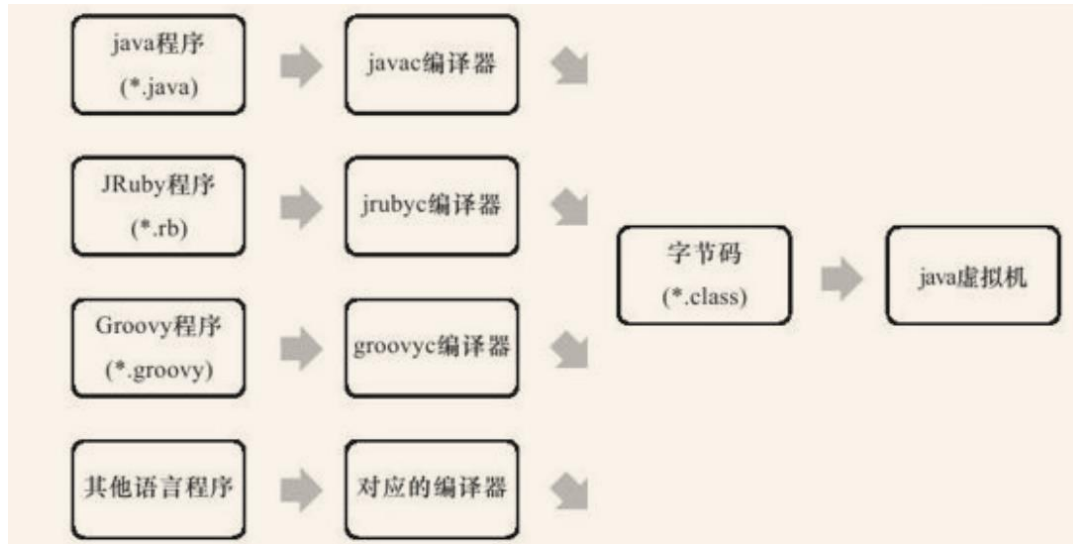 java程序
(*.java)
javac编译器
JRuby程序
(*.rb)
jrubyc编译器
字节码
(*.class)
java虚拟机
Groovy程序
(*.groovy)
groovyc编译器
其他语言程序
对应的编译器